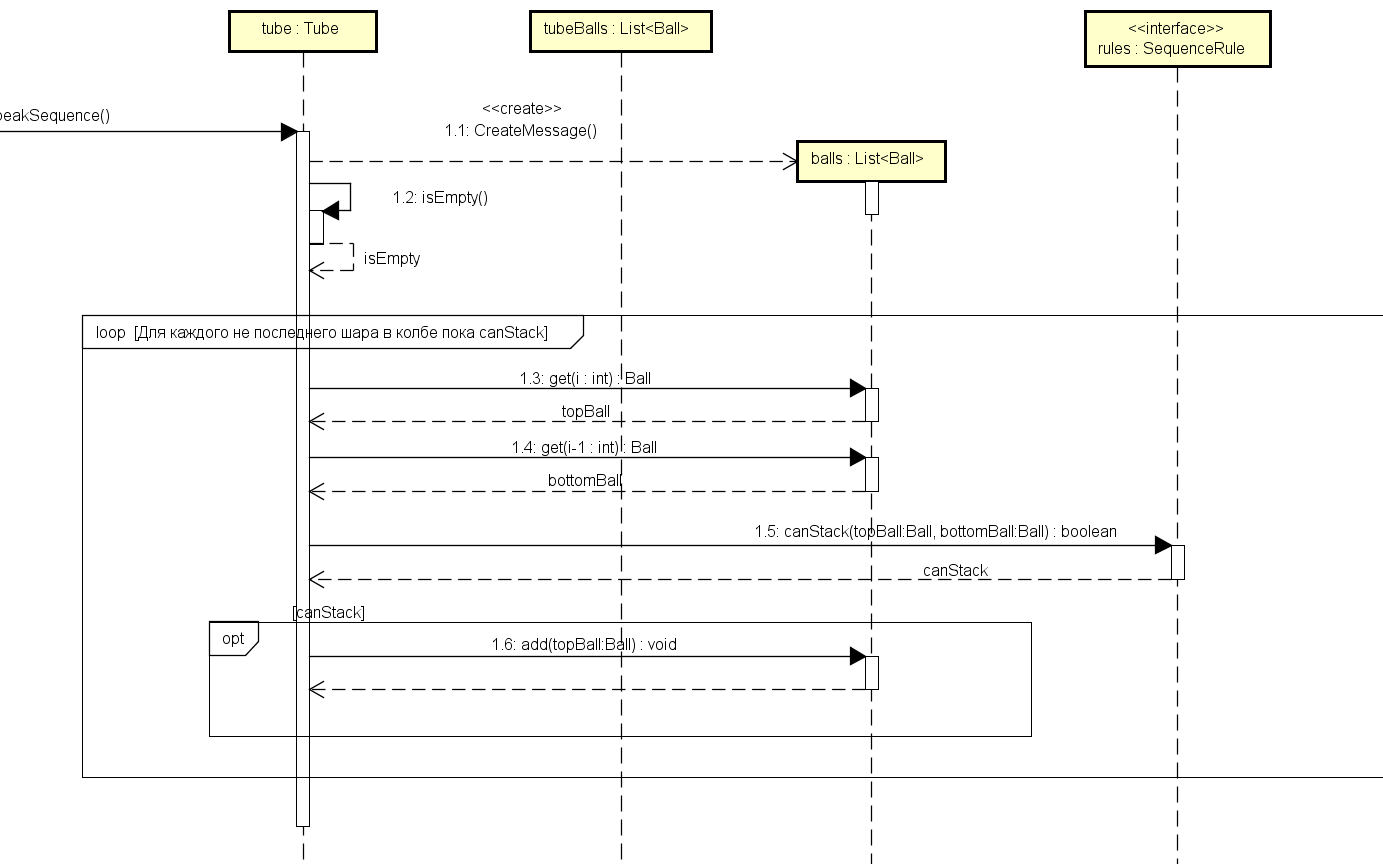 tube : Tube
tubeBalls : List<Ball>
<<interface>>
rules : SequenceRule
peakSequence()
<<create>>
1.1: CreateMessage()
balls : List<Ball>
1.2: isEmpty()
isEmpty
loop [Для каждого не последнего шара в колбе пока canStack]
1.3: get(i : int) : Ball
topBall
1.4: get(i-1 : int) : Ball
bottomBall
1.5: canStack(topBall:Ball, bottomBall:Ball) : boolean
canStack
[canStack]
opt
1.6: add(topBall:Ball) : void